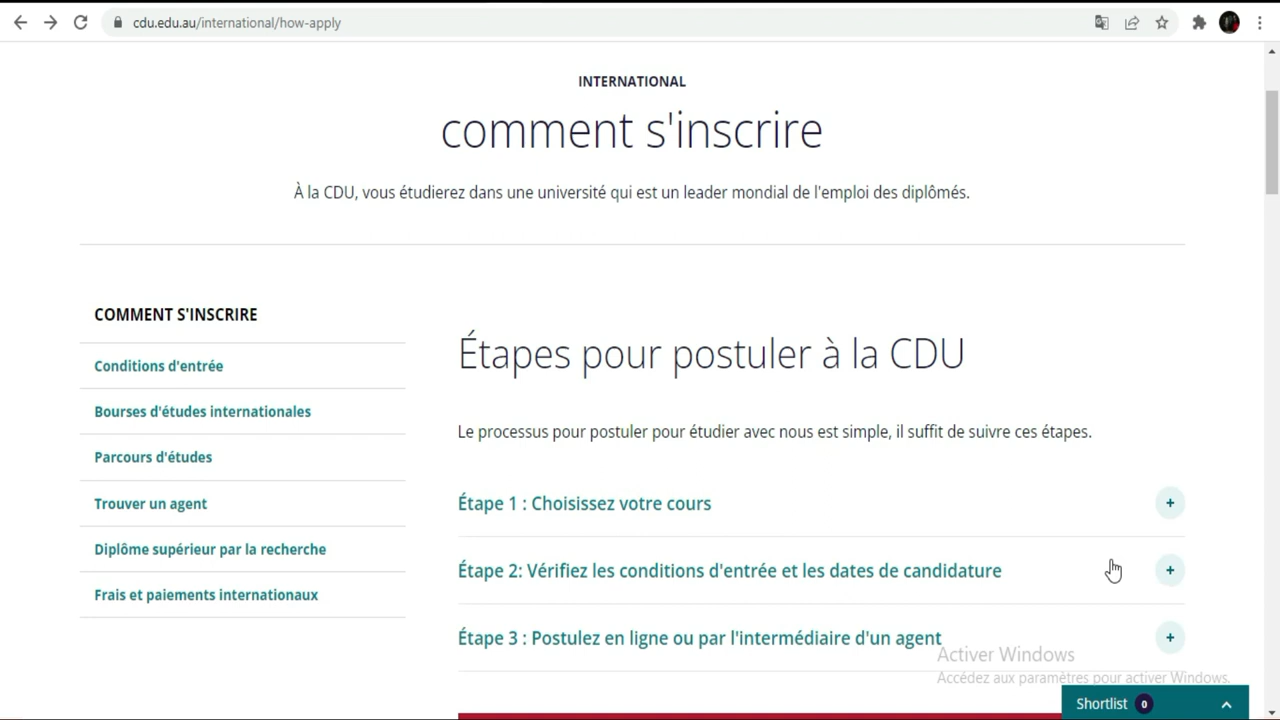 cdu.edu.au/international/how-apply
INTERNATIONAL
comment s'inscrire
À la CDU, vous étudierez dans une université qui est un leader mondial de l'emploi des diplômés.
COMMENT S'INSCRIRE
Conditions d'entrée
Bourses d'études internationales
Parcours d'études
Trouver un agent
Diplôme supérieur par la recherche
Frais et paiements internationaux
Étapes pour postuler à la CDU
Le processus pour postuler pour étudier avec nous est simple, il suffit de suivre ces étapes.
Étape 1 : Choisissez votre cours
Étape 2: Vérifiez les conditions d'entrée et les dates de candidature
Étape 3 : Postulez en ligne ou par l'intermédiaire d'un agent
Activer Windows
Accédez aux paramètres pour activer Windows.
Shortlist 0